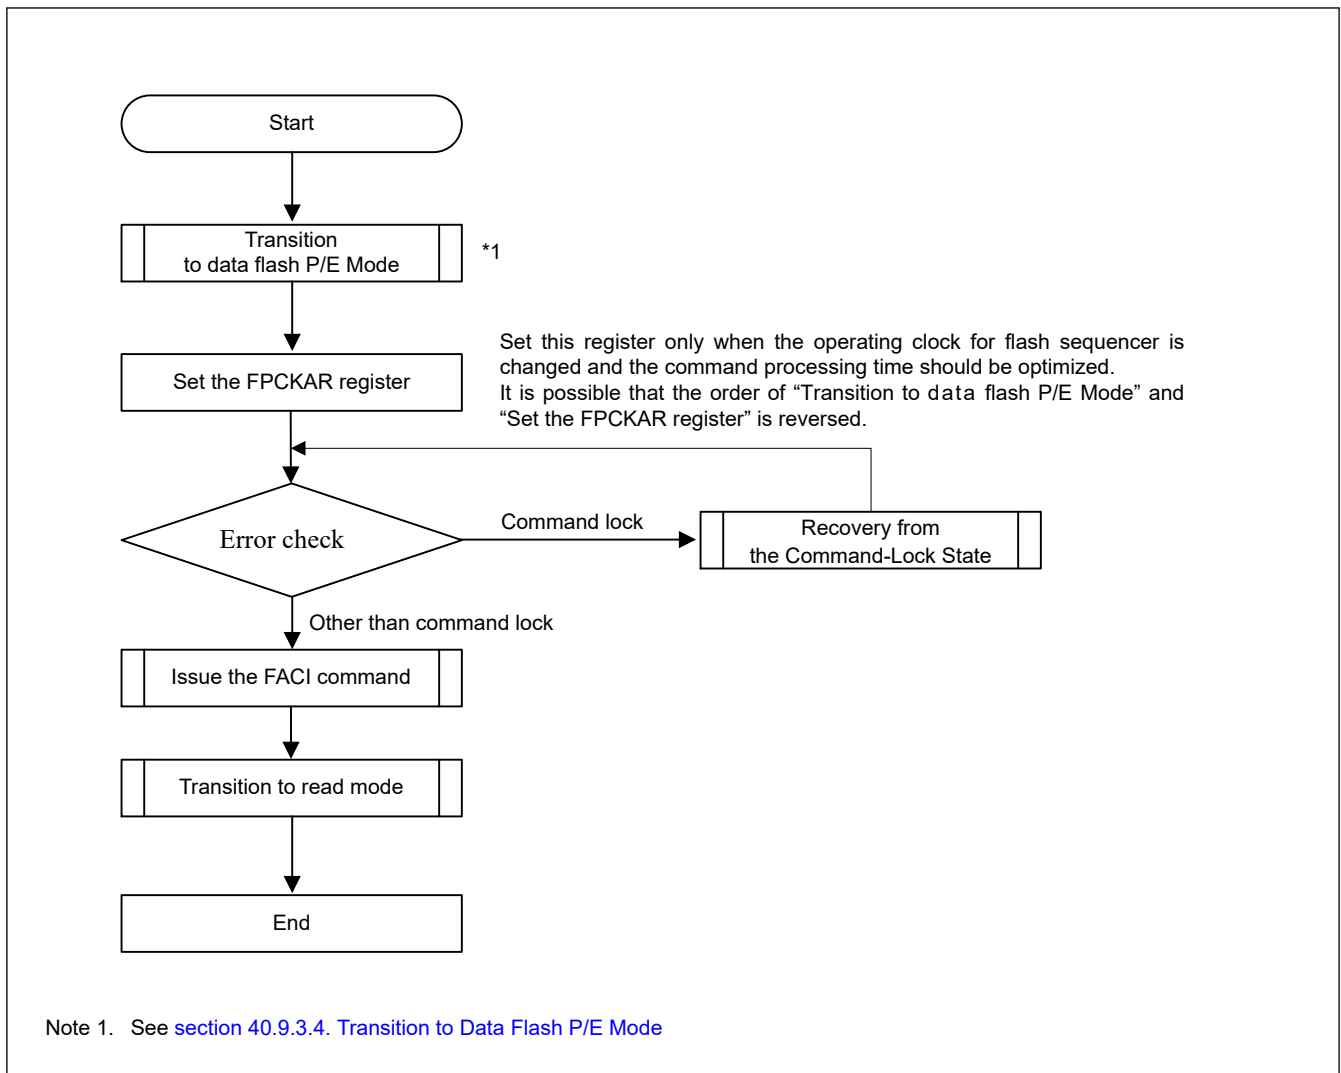 Start
Transition
to data flash P/E Mode
*1
Set this register only when the operating clock for flash sequencer is
changed and the command processing time should be optimized.
It is possible that the order of “Transition to data flash P/E Mode” and
“Set the FPCKAR register” is reversed.
Set the FPCKAR register
Error check
Command lock
Recovery from
the Command-Lock State
Other than command lock
Issue the FACI command
Transition to read mode
End
Note 1. See section 40.9.3.4. Transition to Data Flash P/E Mode